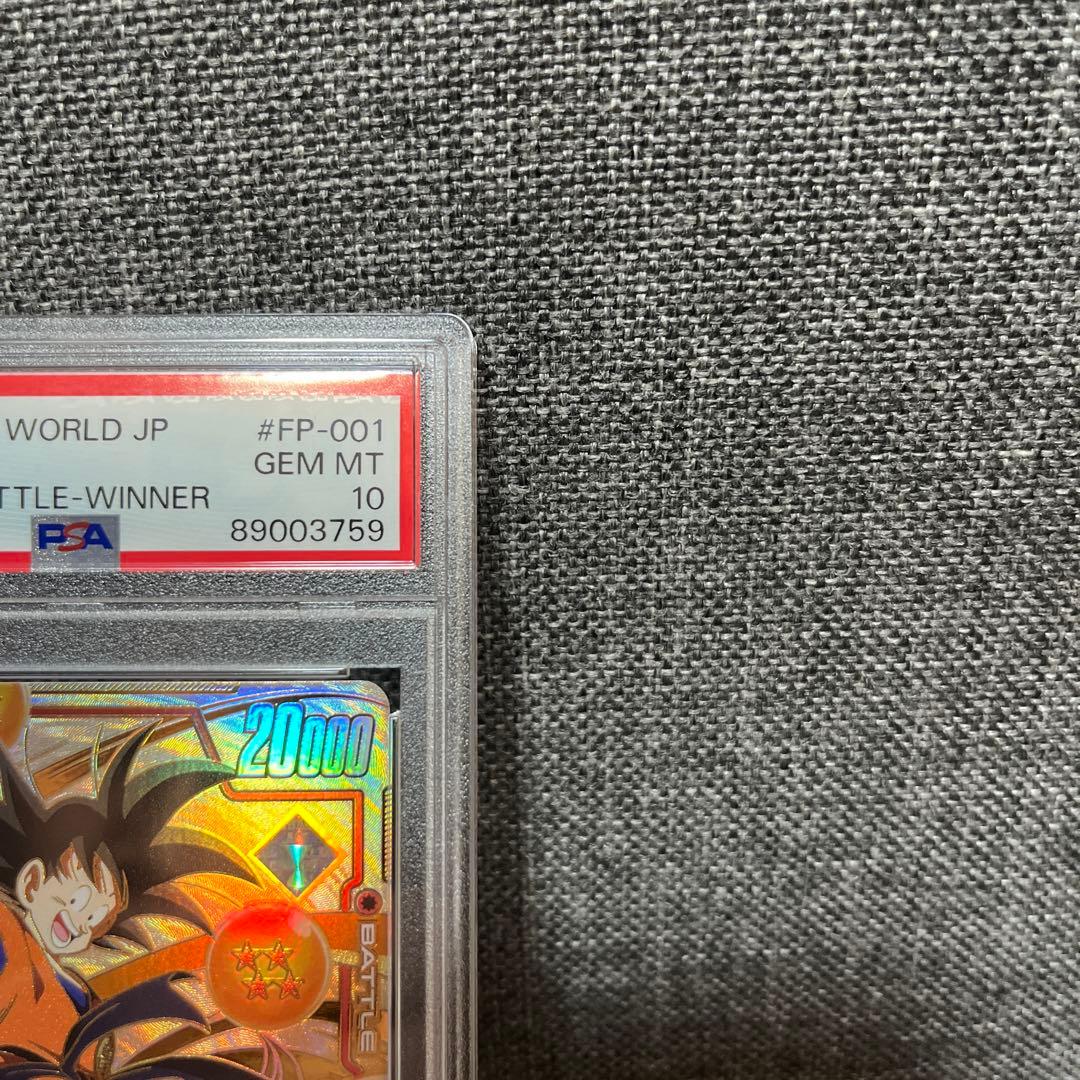 WORLD JP #FP-001
GEM MT
TTLE-WINNER 10
PSA 89003759
20000
BATTLE